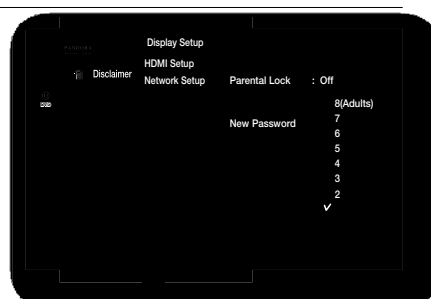 PANDORA
Display Setup
Disclaimer
HDMI Setup
Network Setup
Parental Lock : Off
8(Adults)
New Password
7
6
5
4
3
2